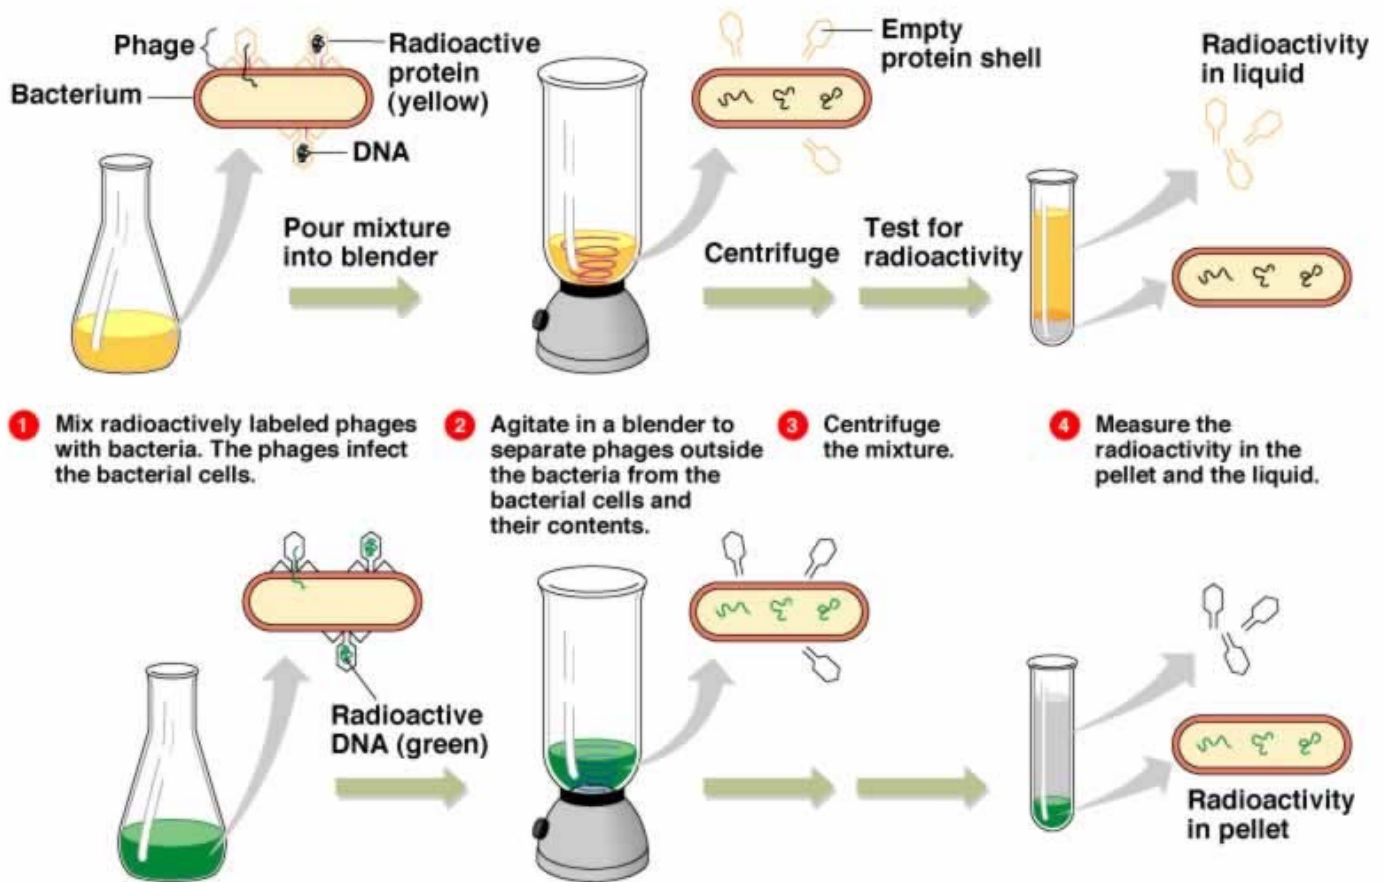 Phage
Bacterium
Radioactive
protein
(yellow)
DNA
Pour mixture
into blender
Empty
protein shell
Centrifuge
Test for
radioactivity
Radioactivity
in liquid
1 Mix radioactively labeled phages
with bacteria. The phages infect
the bacterial cells.
2 Agitate in a blender to
separate phages outside
the bacteria from the
bacterial cells and
their contents.
3 Centrifuge
the mixture.
4 Measure the
radioactivity in the
pellet and the liquid.
Radioactive
DNA (green)
Radioactivity
in pellet